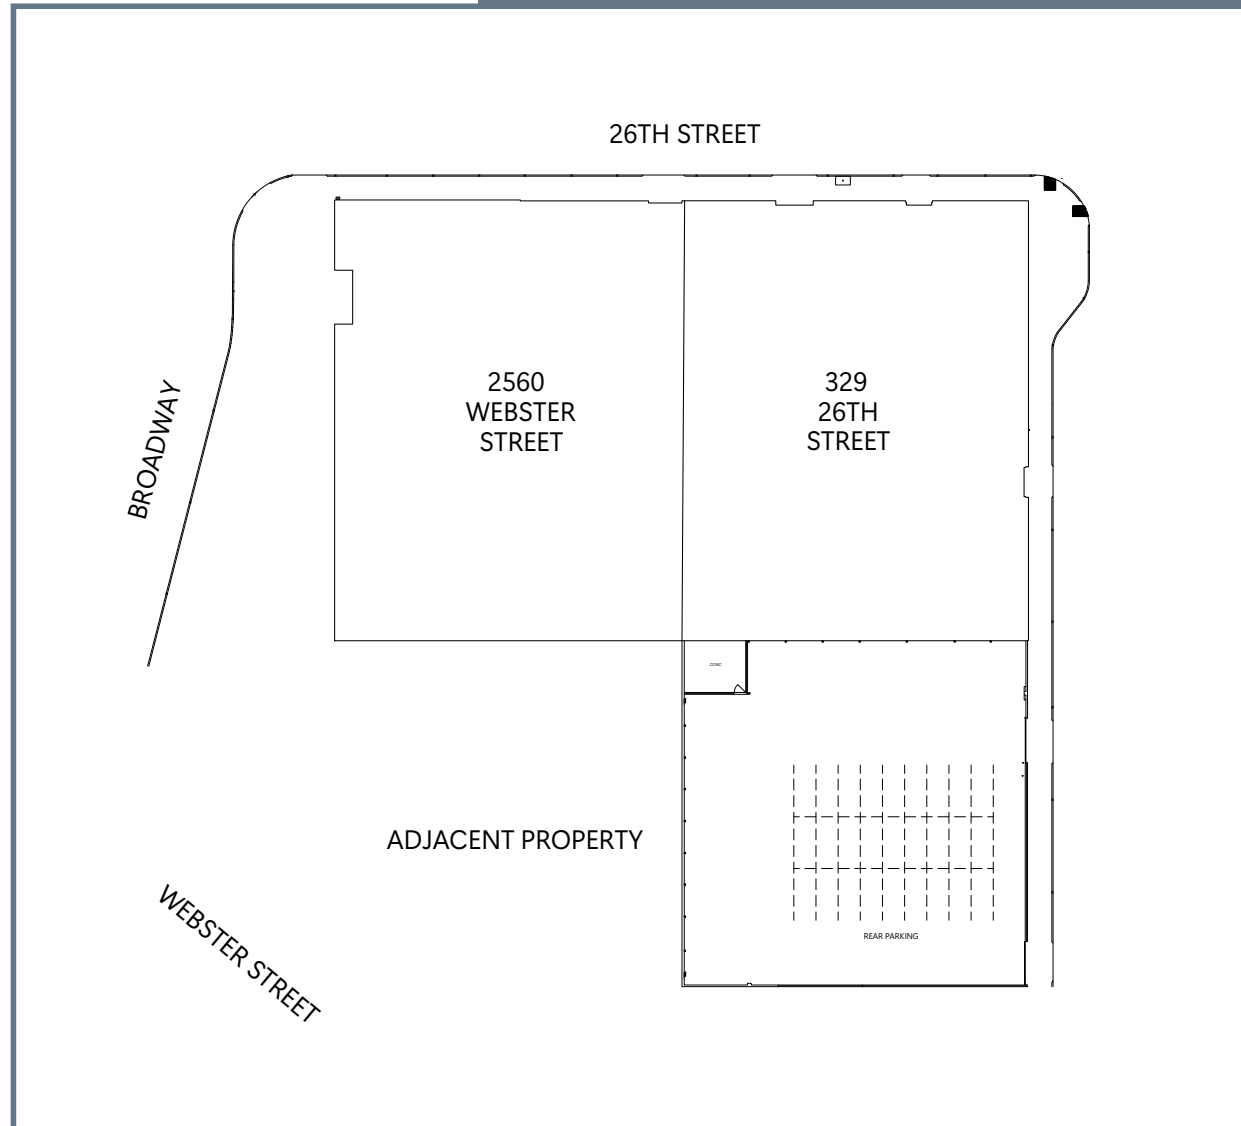 26TH STREET
BROADWAY
2560
WEBSTER
STREET
329
26TH
STREET
CONC
ADJACENT PROPERTY
REAR PARKING
WEBSTER STREET